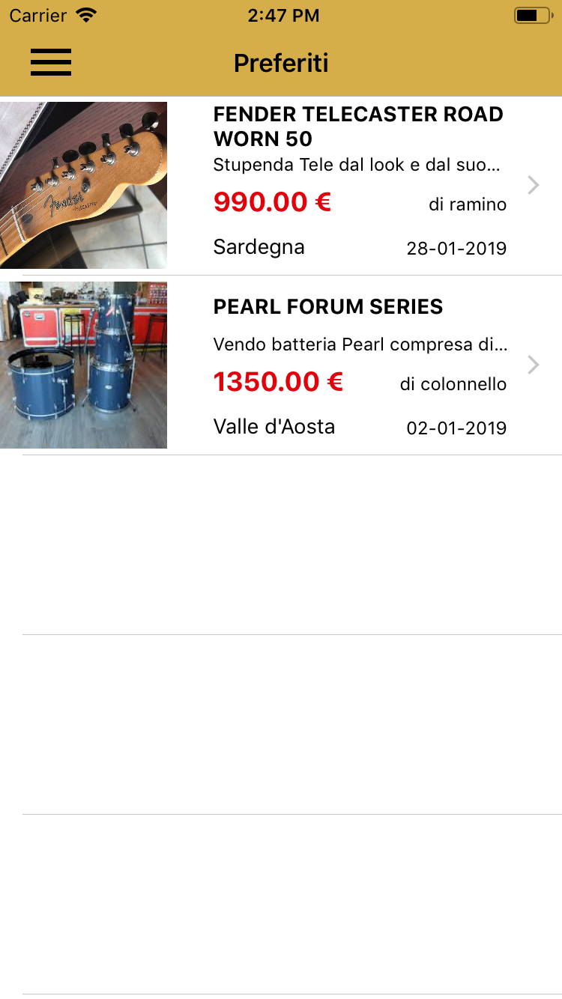 Carrier 2:47 PM
Preferiti
FENDER TELECASTER ROAD
WORN 50
Stupenda Tele dal look e dal suo...
990.00 € di ramino
Sardegna 28-01-2019
Fender
TELECASTER
PEARL FORUM SERIES
Vendo batteria Pearl compresa di...
1350.00 € di colonnello
Valle d'Aosta 02-01-2019